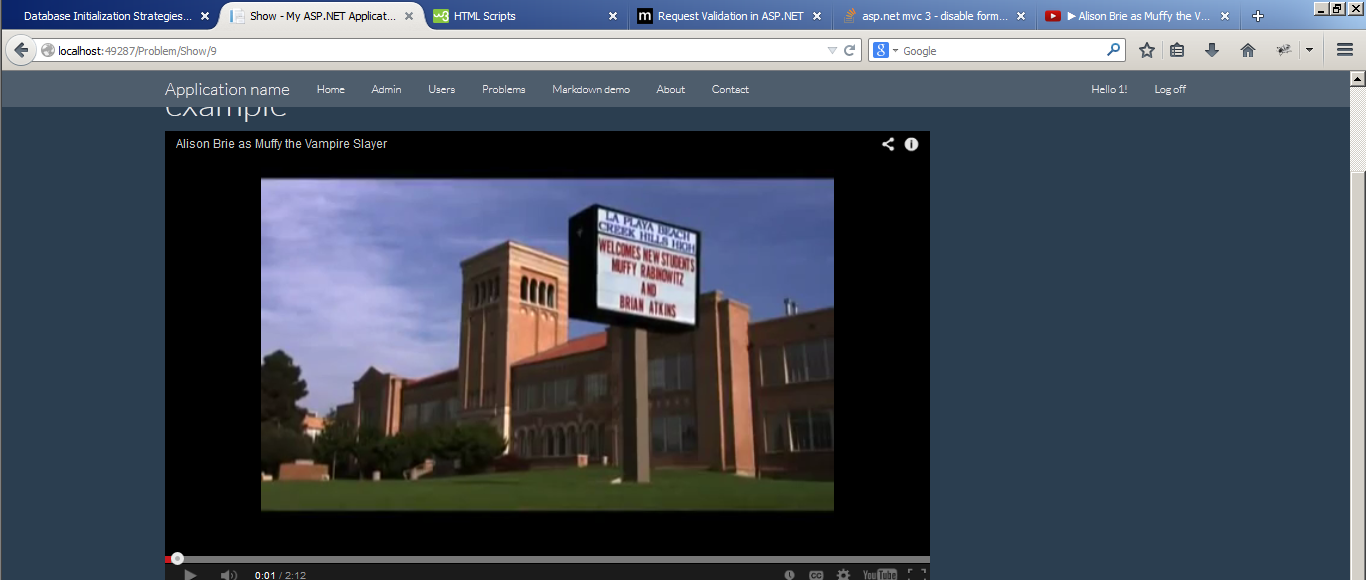 Database Initialization Strategies...
Show - My ASP.NET Applicat...
HTML Scripts
Request Validation in ASP.NET
asp.net mvc 3 - disable form...
▶ Alison Brie as Muffy the V...
localhost:49287/Problem/Show/9
Google
Application name
Home
Admin
Users
Problems
Markdown demo
About
Contact
Hello 1!
Log off
example
Alison Brie as Muffy the Vampire Slayer
LA PLAYA BEACH
CREEK HILLS HIGH
WELCOMES NEW STUDENTS
MUFFY RABINOWITZ
AND
BRIAN ATKINS
0:01 / 2:12
CC
YouTube